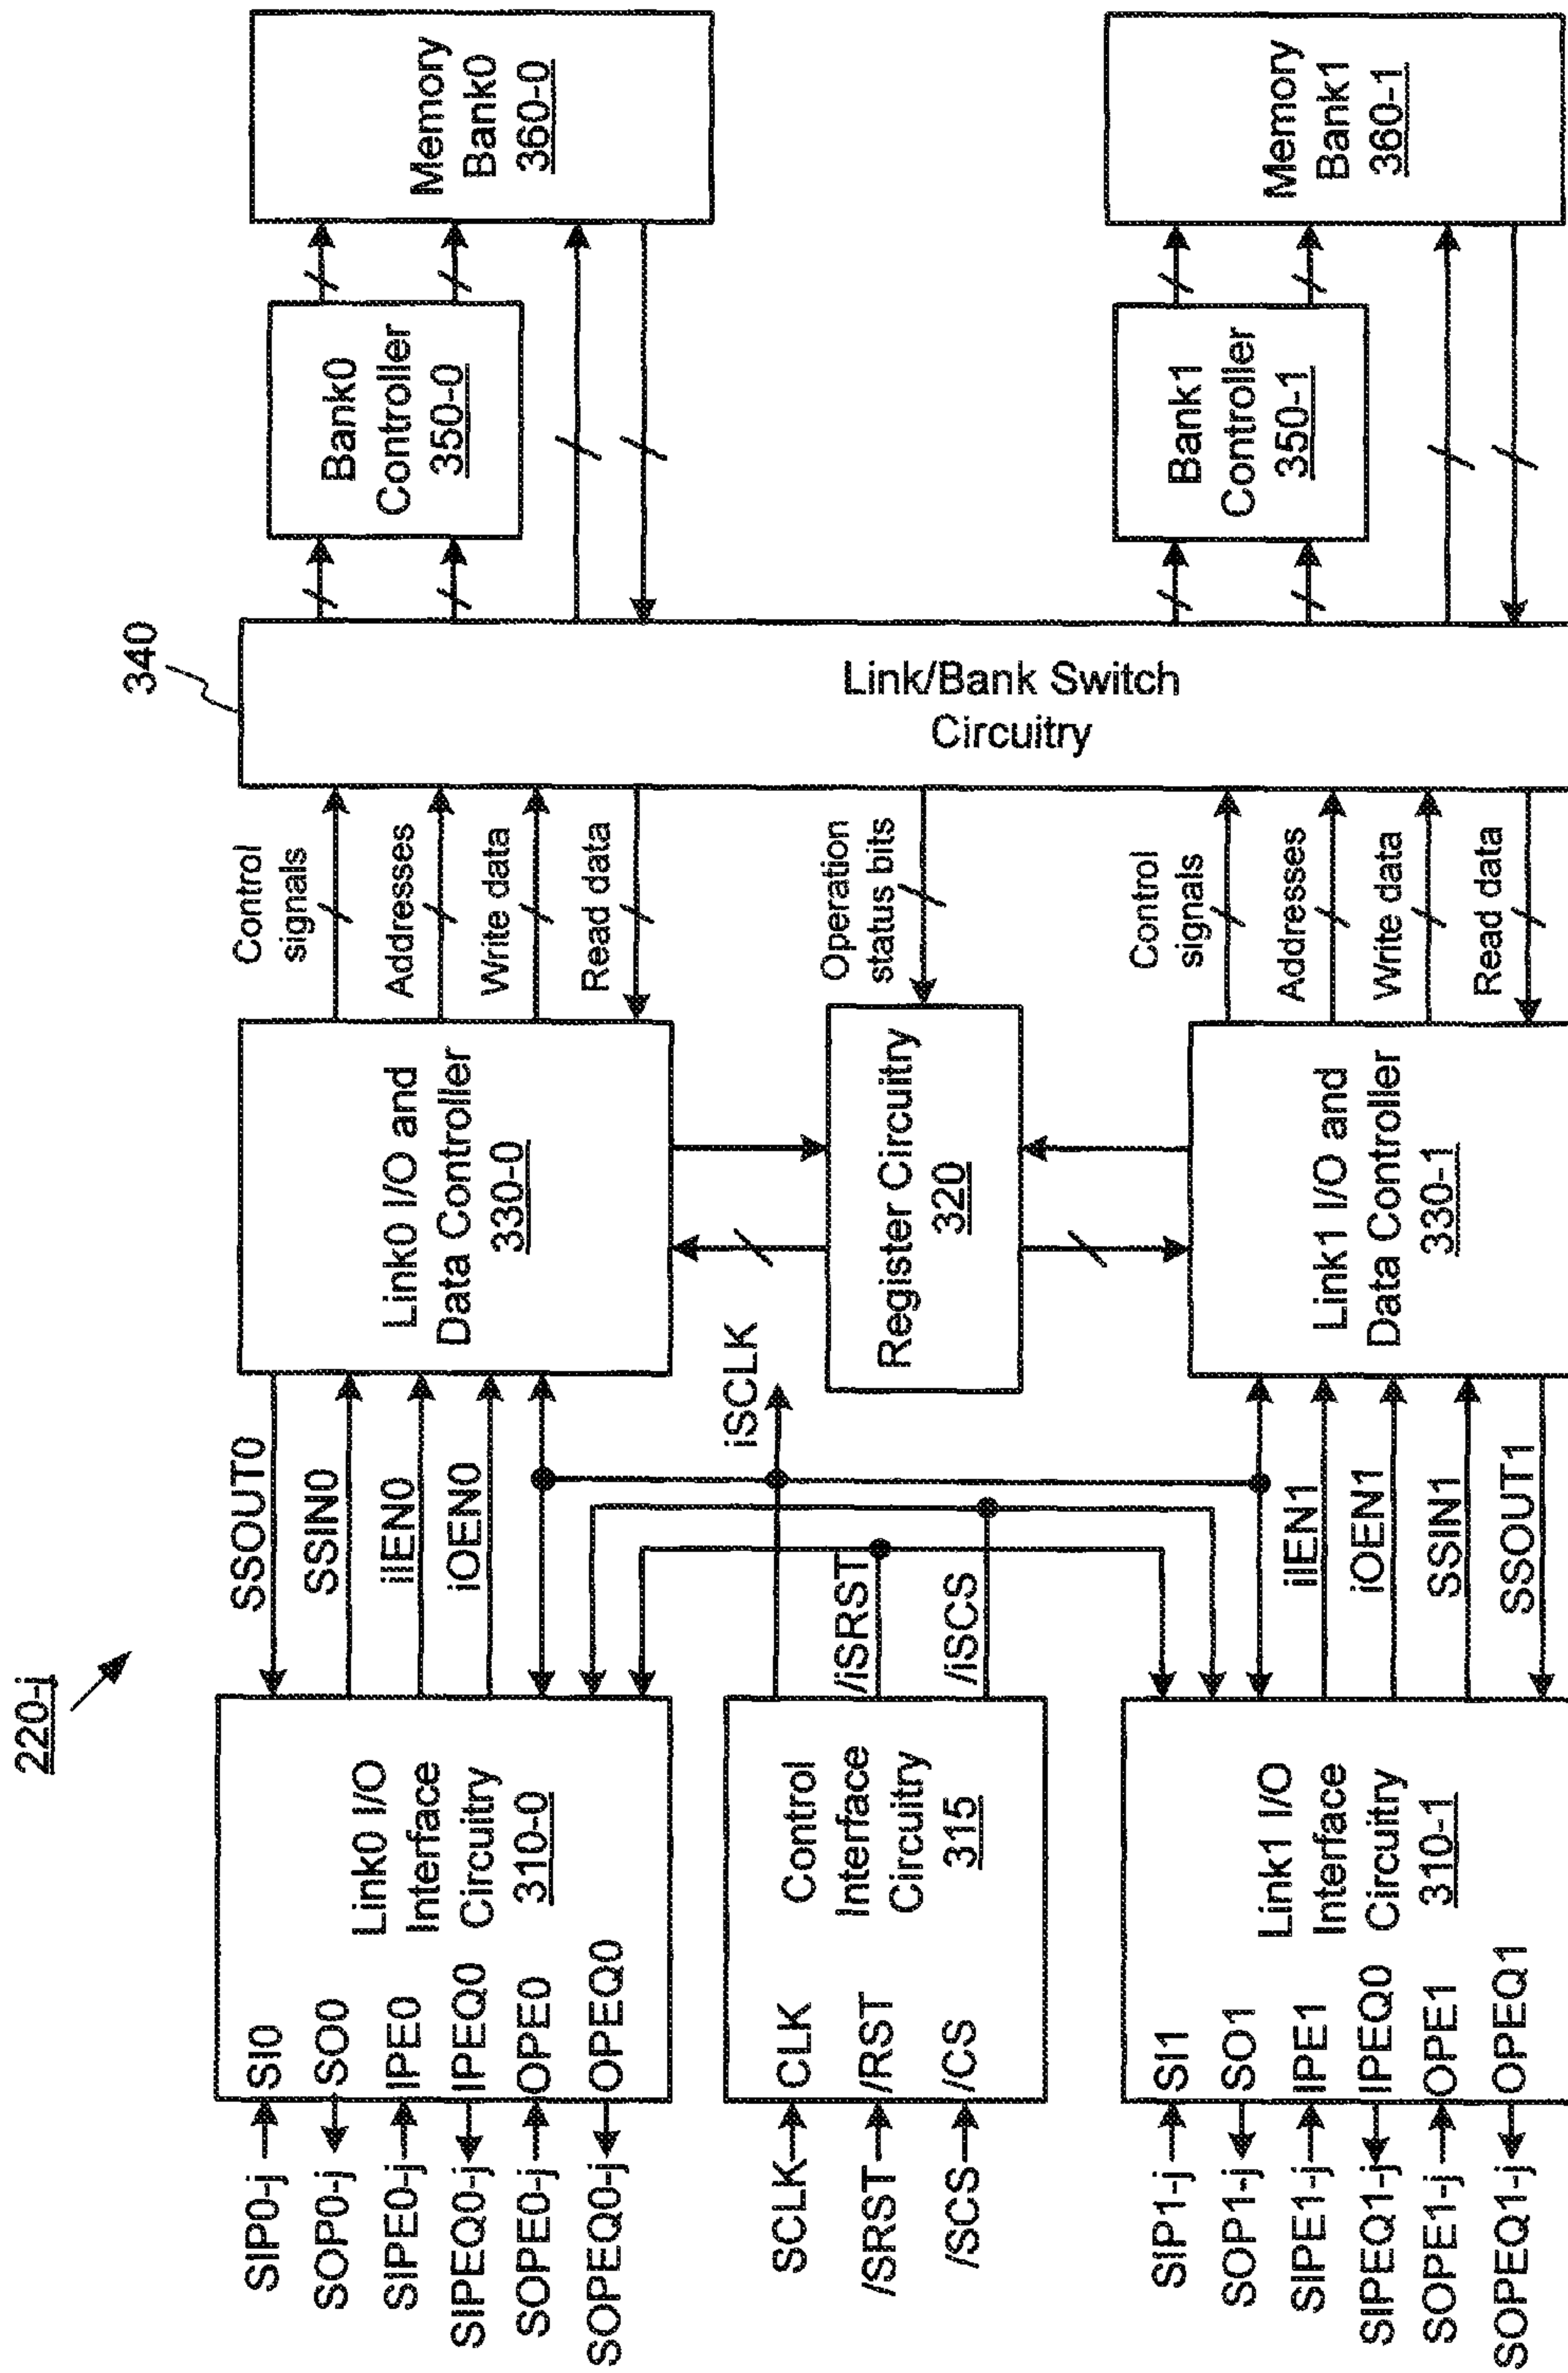 220-j
SIP0-j
SOP0-j
SIPE0-j
SIPEQ0-j
SOPE0-j
SOPEQ0-j
SI0
SO0
IPE0
IPEQ0
OPE0
OPEQ0
Link0 I/O
Interface
Circuitry
310-0
SCLK
/SRST
/SCS
CLK
/RST
/CS
Control
Interface
Circuitry
315
SIP1-j
SOP1-j
SIPE1-j
SIPEQ1-j
SOPE1-j
SOPEQ1-j
SI1
SO1
IPE1
IPEQ0
OPE1
OPEQ1
Link1 I/O
Interface
Circuitry
310-1
SSOUT0
SSIN0
iIEN0
iOEN0
iSCLK
/iSRST
/iSCS
iIEN1
iOEN1
SSIN1
SSOUT1
Link0 I/O and
Data Controller
330-0
Register Circuitry
320
Link1 I/O and
Data Controller
330-1
Control
signals
Addresses
Write data
Read data
Operation
status bits
Control
signals
Addresses
Write data
Read data
340
Link/Bank Switch
Circuitry
Bank0
Controller
350-0
Bank1
Controller
350-1
Memory
Bank0
360-0
Memory
Bank1
360-1